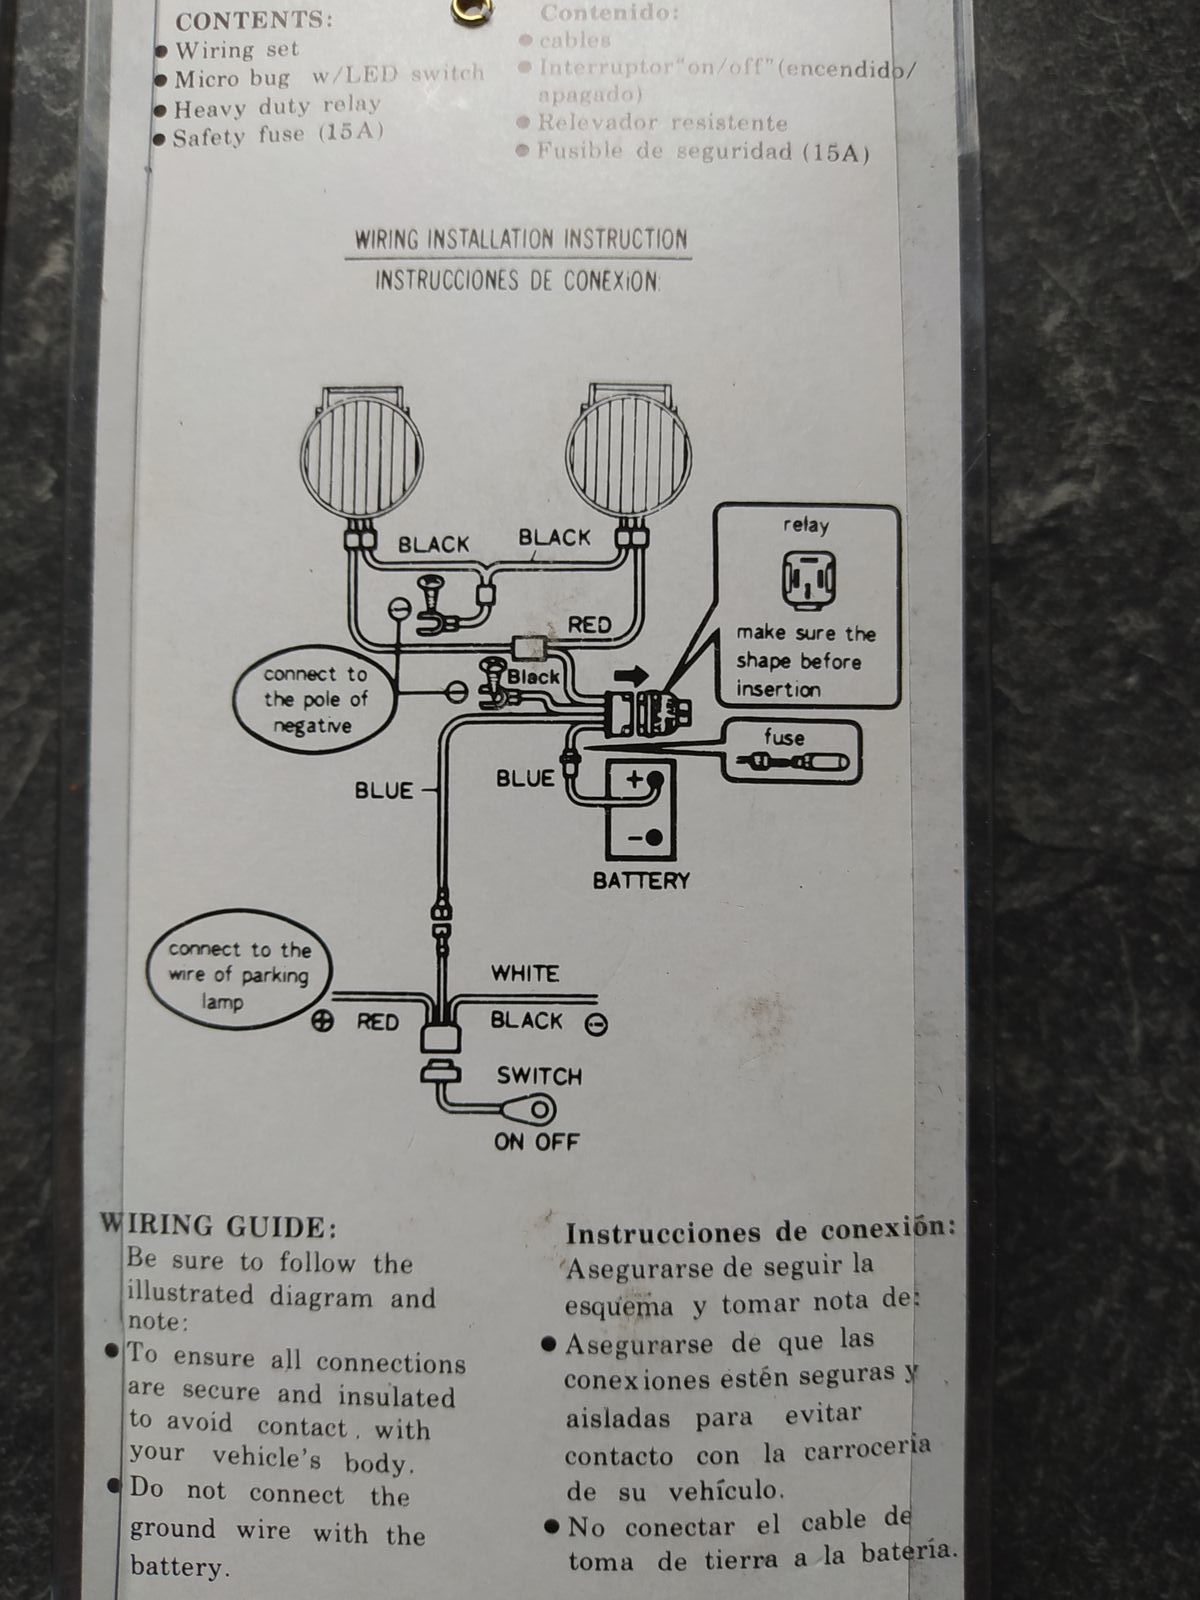 CONTENTS:
● Wiring set
● Micro bug w/LED switch
● Heavy duty relay
● Safety fuse (15A)
Contenido:
● cables
● Interruptor"on/off"(encendido/
apagado)
● Relevador resistente
● Fusible de seguridad (15A)
WIRING INSTALLATION INSTRUCTION
INSTRUCCIONES DE CONEXiON:
BLACK
BLACK
relay
make sure the
shape before
insertion
RED
connect to
the pole of
negative
Black
fuse
BLUE
BLUE
+
-
BATTERY
connect to the
wire of parking
lamp
WHITE
+ RED
BLACK -
SWITCH
ON OFF
WIRING GUIDE:
Be sure to follow the
illustrated diagram and
note:
● To ensure all connections
are secure and insulated
to avoid contact . with
your vehicle's body.
● Do not connect the
ground wire with the
battery.
Instrucciones de conexión:
Asegurarse de seguir la
esquema y tomar nota de:
● Asegurarse de que las
conexiones estén seguras y
aisladas para evitar
contacto con la carrocería
de su vehículo.
● No conectar el cable de
toma de tierra a la batería.